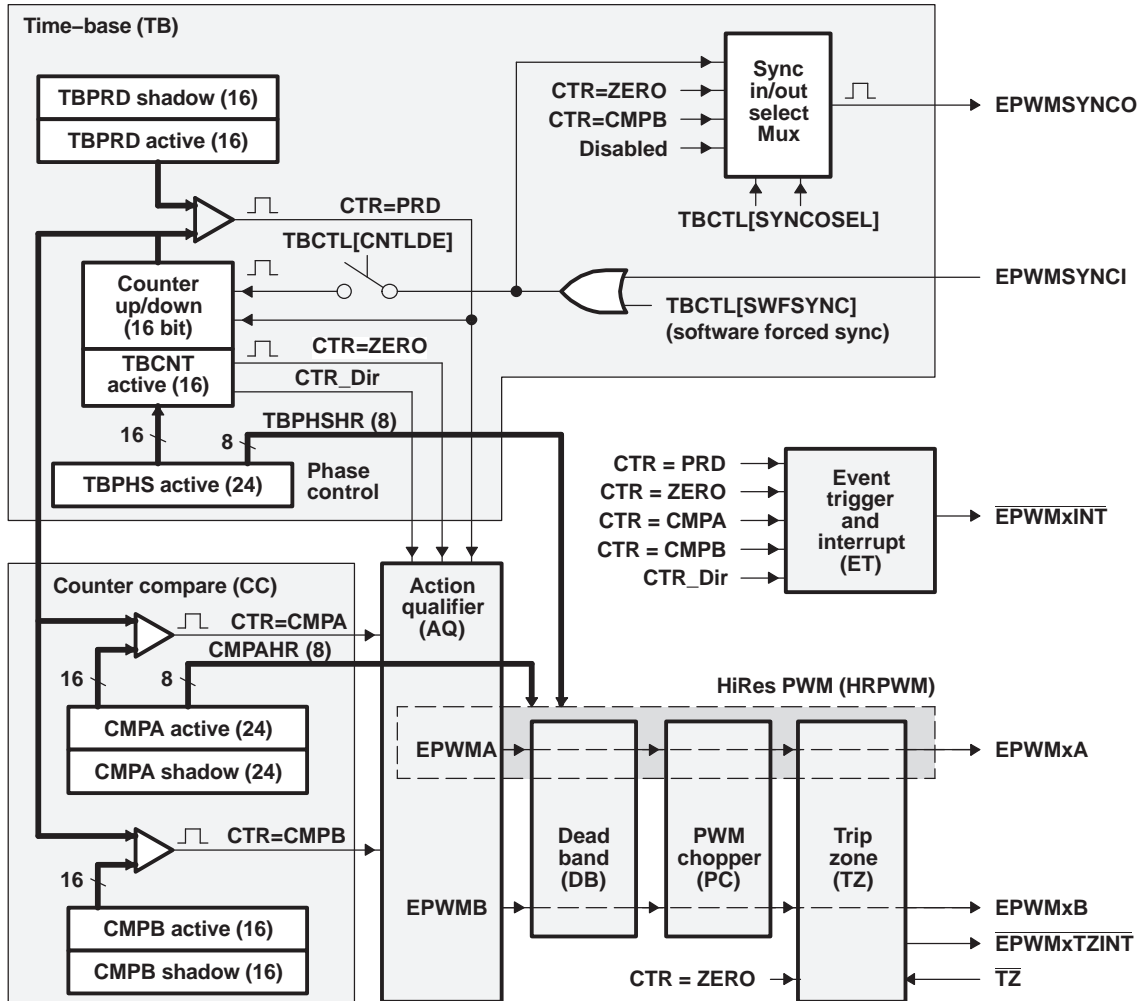 Time−base (TB)
TBPRD shadow (16)
TBPRD active (16)
CTR=PRD
TBCTL[CNTLDE]
Counter
up/down
(16 bit)
TBCNT
active (16)
CTR=ZERO
CTR_Dir
16
8
TBPHSHR (8)
TBPHS active (24)
Phase
control
CTR=ZERO
CTR=CMPB
Disabled
Sync
in/out
select
Mux
TBCTL[SYNCOSEL]
EPWMSYNCO
EPWMSYNCI
TBCTL[SWFSYNC]
(software forced sync)
CTR = PRD
CTR = ZERO
CTR = CMPA
CTR = CMPB
CTR_Dir
Event
trigger
and
interrupt
(ET)
EPWMxINT
Counter compare (CC)
CTR=CMPA
16
8
CMPAHR (8)
CMPA active (24)
CMPA shadow (24)
CTR=CMPB
16
CMPB active (16)
CMPB shadow (16)
Action
qualifier
(AQ)
HiRes PWM (HRPWM)
EPWMA
EPWMB
Dead
band
(DB)
PWM
chopper
(PC)
Trip
zone
(TZ)
CTR = ZERO
EPWMxA
EPWMxB
EPWMxTZINT
TZ